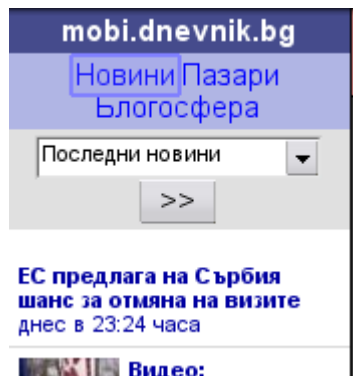 mobi.dnevnik.bg
Новини Пазари
Блогосфера
Последни новини
>>
ЕС предлага на Сърбия
шанс за отмяна на визите
днес в 23:24 часа
Видео: